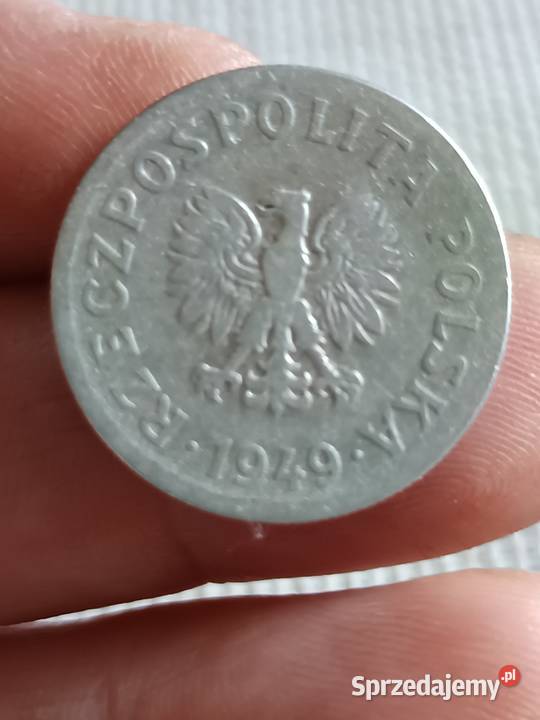 RZECZPOSPOLITA POLSKA
·1949·
Sprzedajemy.pl